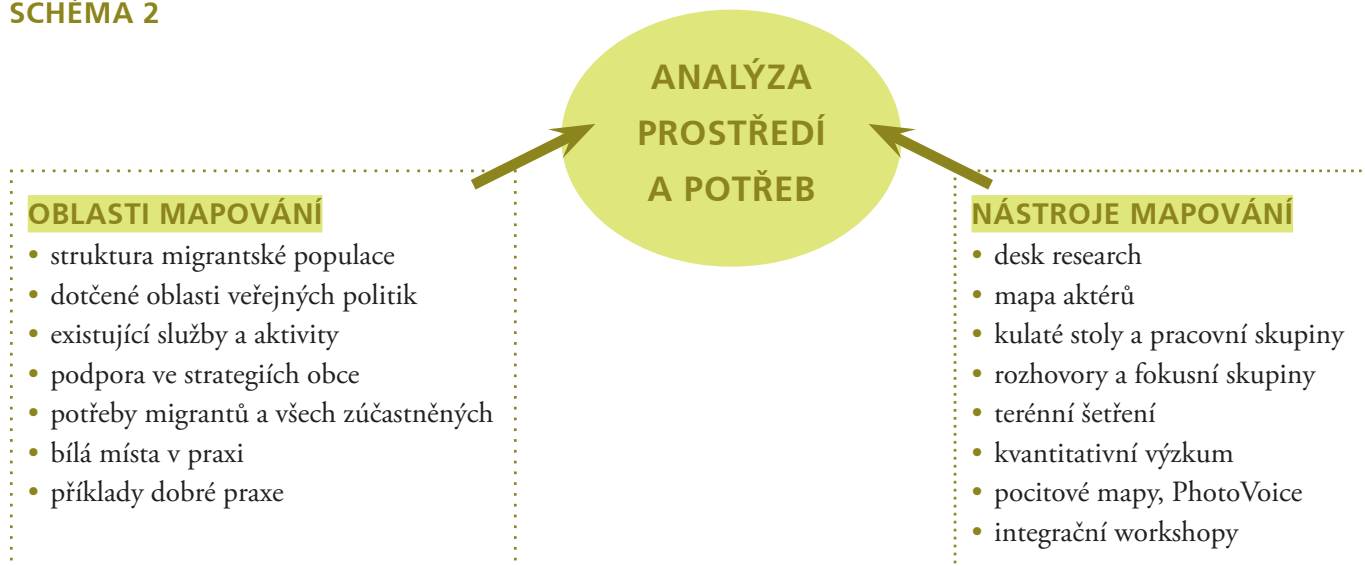 SCHÉMA 2
ANALÝZA
PROSTŘEDÍ
A POTŘEB
OBLASTI MAPOVÁNÍ
• struktura migrantské populace
• dotčené oblasti veřejných politik
• existující služby a aktivity
• podpora ve strategiích obce
• potřeby migrantů a všech zúčastněných
• bílá místa v praxi
• příklady dobré praxe
NÁSTROJE MAPOVÁNÍ
• desk research
• mapa aktérů
• kulaté stoly a pracovní skupiny
• rozhovory a fokusní skupiny
• terénní šetření
• kvantitativní výzkum
• pocitové mapy, PhotoVoice
• integrační workshopy